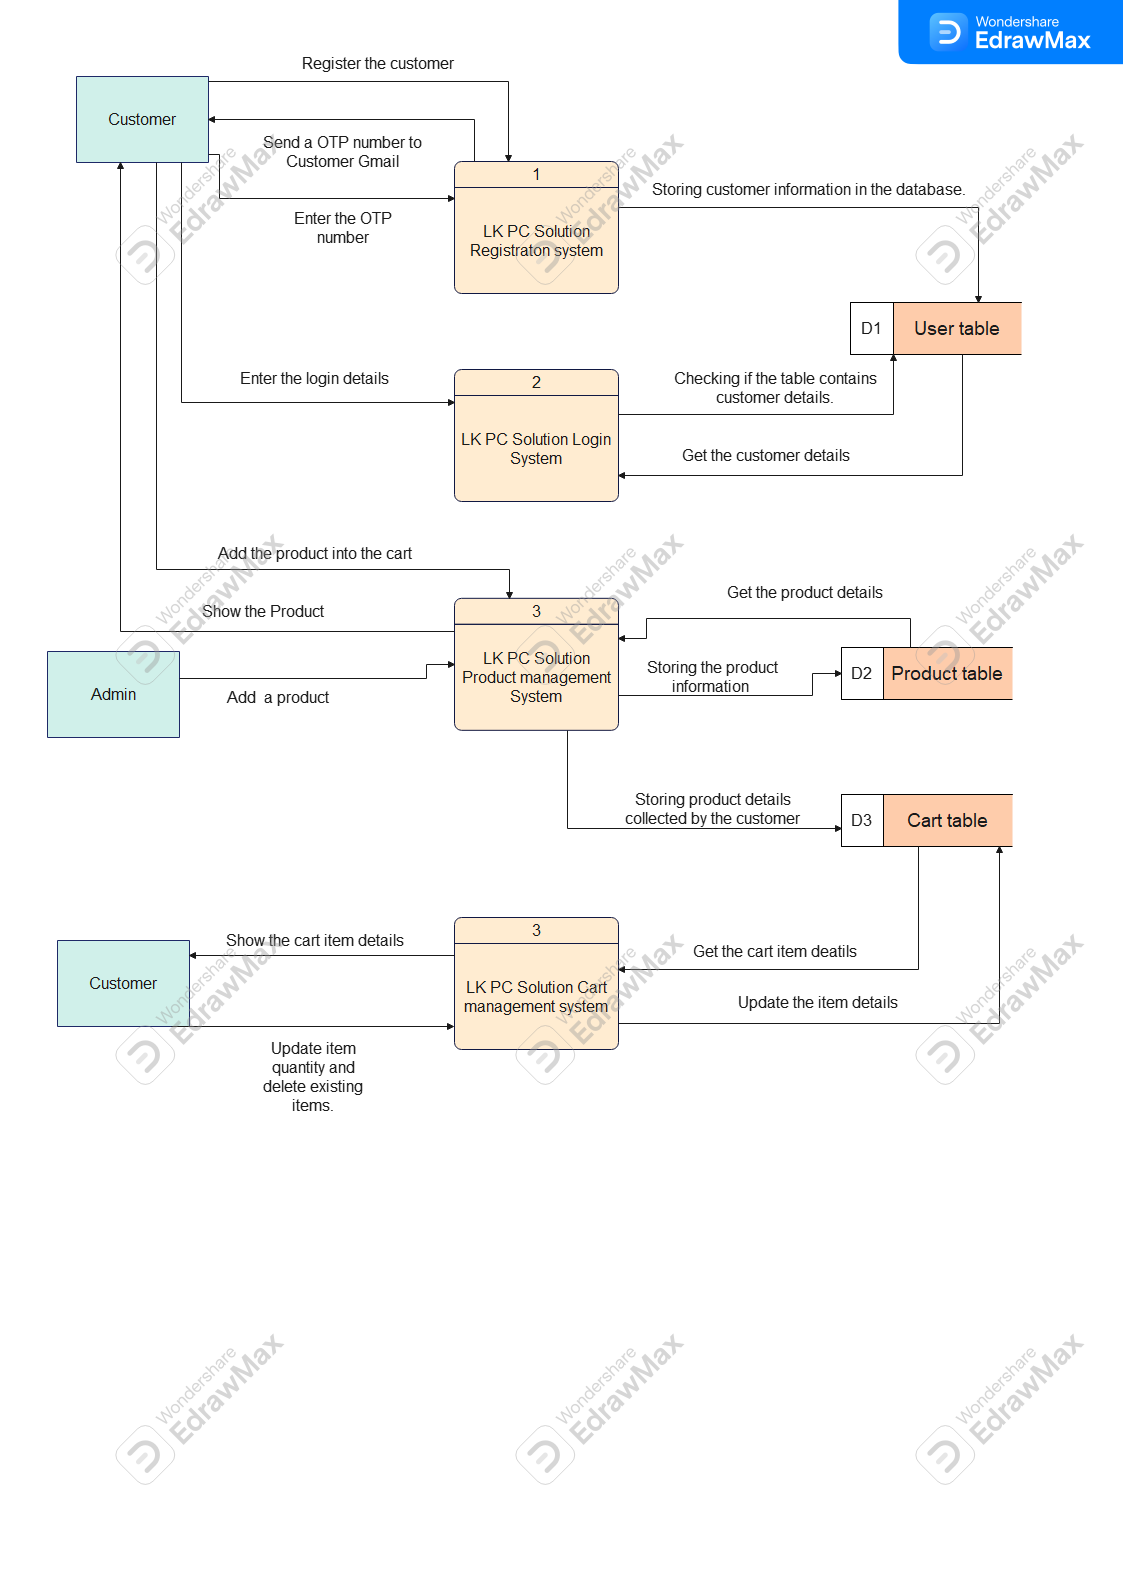 Wondershare
EdrawMax
Register the customer
Customer
Send a OTP number to
Customer Gmail
1
Storing customer information in the database.
Enter the OTP
number
LK PC Solution
Registraton system
D1
User table
Enter the login details
2
Checking if the table contains
customer details.
LK PC Solution Login
System
Get the customer details
Add the product into the cart
Get the product details
Show the Product
3
LK PC Solution
Product management
System
Storing the product
information
D2
Product table
Admin
Add  a product
Storing product details
collected by the customer
D3
Cart table
3
Show the cart item details
Get the cart item deatils
Customer
LK PC Solution Cart
management system
Update the item details
Update item
quantity and
delete existing
items.
Wondershare
EdrawMax
Wondershare
EdrawMax
Wondershare
EdrawMax
Wondershare
EdrawMax
Wondershare
EdrawMax
Wondershare
EdrawMax
Wondershare
EdrawMax
Wondershare
EdrawMax
Wondershare
EdrawMax
Wondershare
EdrawMax
Wondershare
EdrawMax
Wondershare
EdrawMax